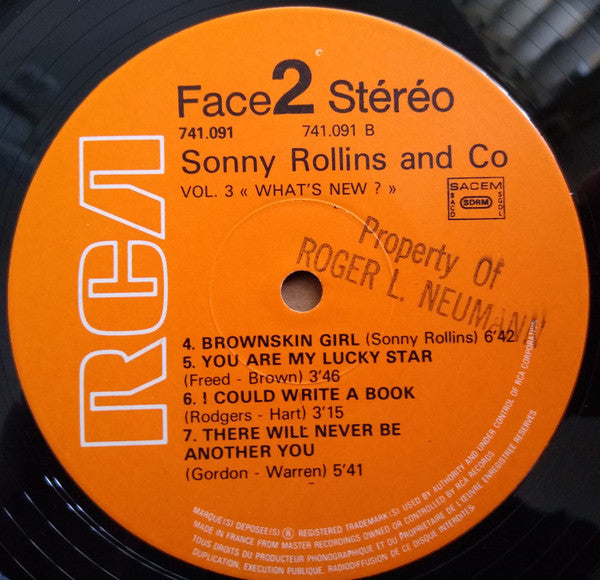 RCA
Face 2 Stéréo
741.091 741.091 B
Sonny Rollins and Co
VOL. 3 « WHAT'S NEW ? »
SACEM
SACD SDRM SGDL
Property Of
ROGER L. NEUMANN
4. BROWNSKIN GIRL (Sonny Rollins) 6'42
5. YOU ARE MY LUCKY STAR
(Freed - Brown) 3'46
6. I COULD WRITE A BOOK
(Rodgers - Hart) 3'15
7. THERE WILL NEVER BE
ANOTHER YOU
(Gordon - Warren) 5'41
MARQUE(S) DEPOSEE(S) ® REGISTERED TRADEMARK(S) USED BY AUTHORITY AND UNDER CONTROL OF RCA CORPORATION
MADE IN FRANCE FROM MASTER RECORDINGS OWNED OR CONTROLLED BY RCA RECORDS
TOUS DROITS DU PRODUCTEUR PHONOGRAPHIQUE ET DU PROPRIETAIRE DE L'ŒUVRE ENREGISTREE RESERVES
DUPLICATION, EXECUTION PUBLIQUE, RADIODIFFUSION DE CE DISQUE INTERDITES.